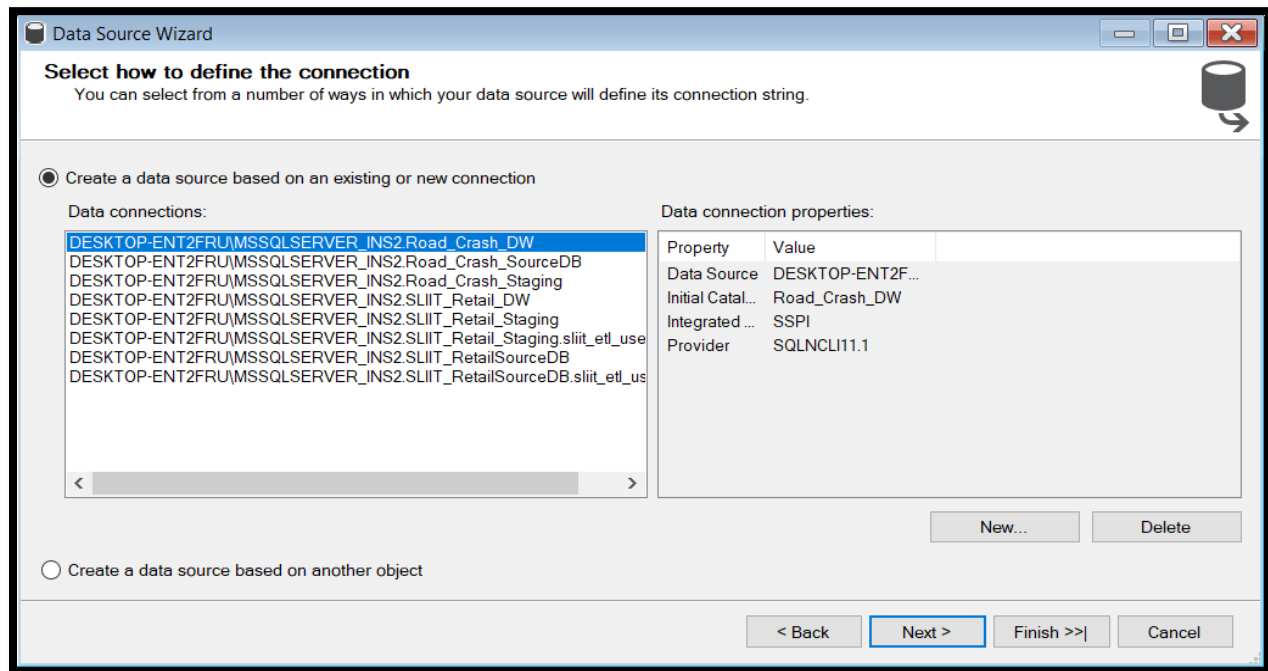 Data Source Wizard
Select how to define the connection
You can select from a number of ways in which your data source will define its connection string.
Create a data source based on an existing or new connection
Data connections:
DESKTOP-ENT2FRU\MSSQLSERVER_INS2.Road_Crash_DW
DESKTOP-ENT2FRU\MSSQLSERVER_INS2.Road_Crash_SourceDB
DESKTOP-ENT2FRU\MSSQLSERVER_INS2.Road_Crash_Staging
DESKTOP-ENT2FRU\MSSQLSERVER_INS2.SLIIT_Retail_DW
DESKTOP-ENT2FRU\MSSQLSERVER_INS2.SLIIT_Retail_Staging
DESKTOP-ENT2FRU\MSSQLSERVER_INS2.SLIIT_Retail_Staging.sliit_etl_use
DESKTOP-ENT2FRU\MSSQLSERVER_INS2.SLIIT_RetailSourceDB
DESKTOP-ENT2FRU\MSSQLSERVER_INS2.SLIIT_RetailSourceDB.sliit_etl_us
Data connection properties:
Property Value
Data Source DESKTOP-ENT2F...
Initial Catal... Road_Crash_DW
Integrated ... SSPI
Provider SQLNCLI11.1
New... Delete
Create a data source based on another object
< Back Next > Finish >>| Cancel